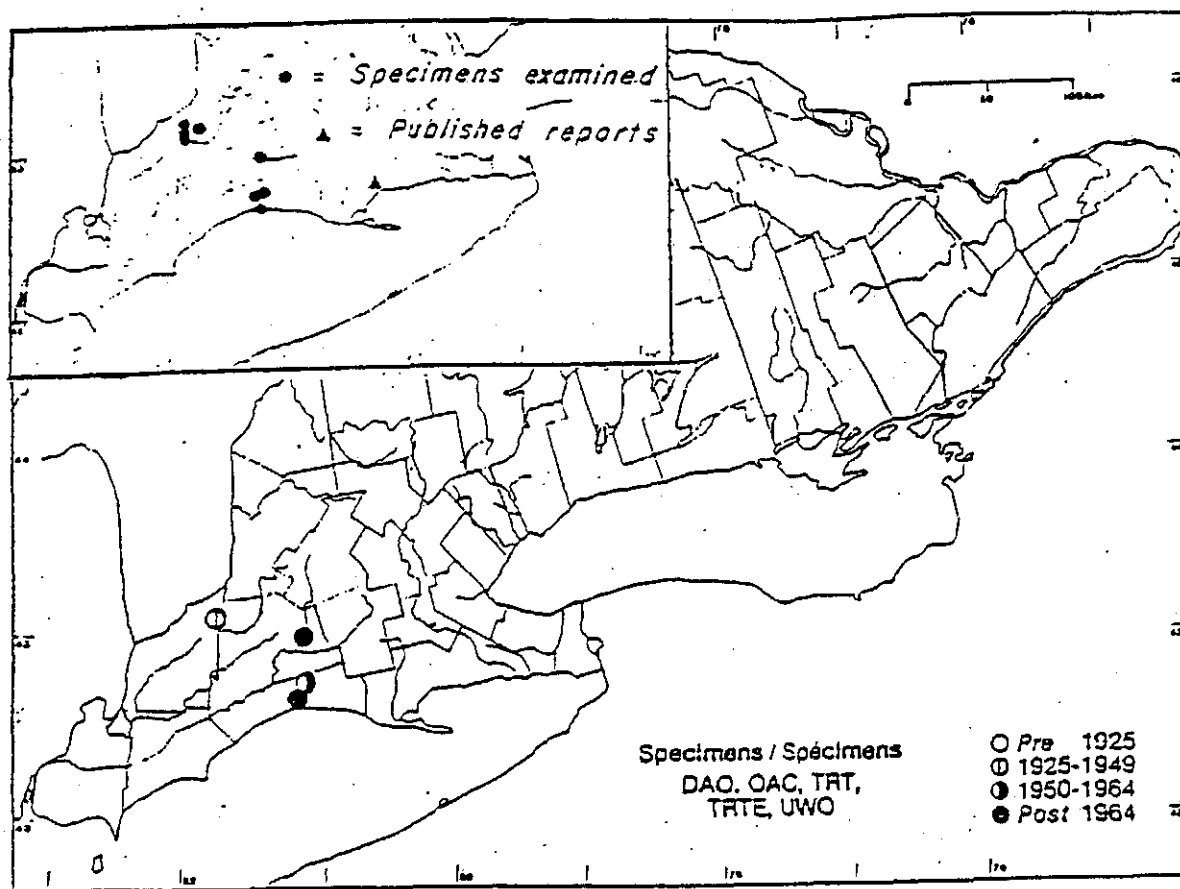 ● = Specimens examined
▲ = Published reports
Specimens / Spécimens
DAO, OAC, TRT,
TRTE, UWO
○ Pre 1925
⦶ 1925-1949
◑ 1950-1964
● Post 1964